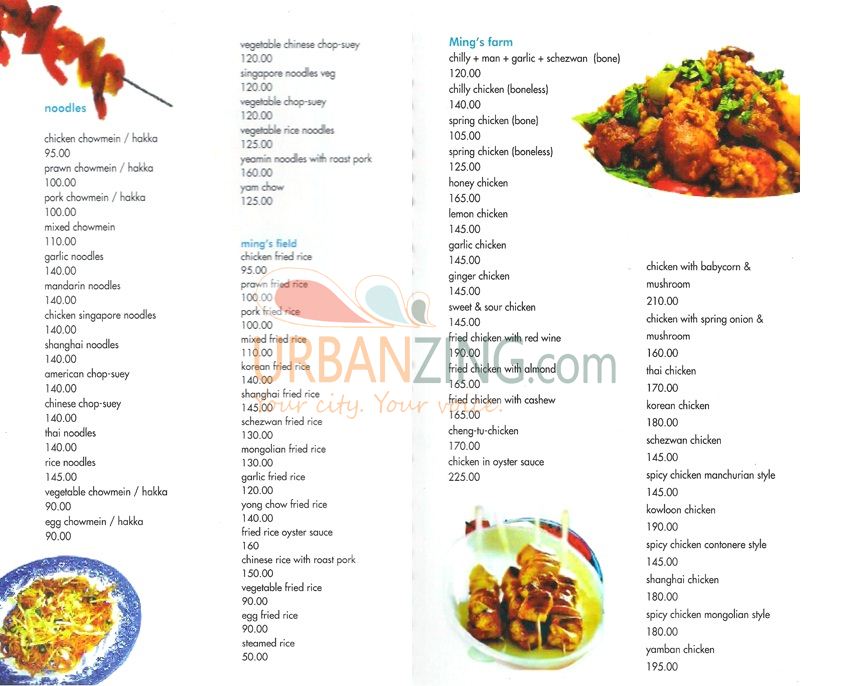 noodles
chicken chowmein / hakka
95.00
prawn chowmein / hakka
100.00
pork chowmein / hakka
100.00
mixed chowmein
110.00
garlic noodles
140.00
mandarin noodles
140.00
chicken singapore noodles
140.00
shanghai noodles
140.00
american chop-suey
140.00
chinese chop-suey
140.00
thai noodles
140.00
rice noodles
145.00
vegetable chowmein / hakka
90.00
egg chowmein / hakka
90.00
vegetable chinese chop-suey
120.00
singapore noodles veg
120.00
vegetable chop-suey
120.00
vegetable rice noodles
125.00
yeamin noodles with roast pork
160.00
yam chow
125.00
ming's field
chicken fried rice
95.00
prawn fried rice
100.00
pork fried rice
100.00
mixed fried rice
110.00
korean fried rice
140.00
shanghai fried rice
145.00
schezwan fried rice
130.00
mongolian fried rice
130.00
garlic fried rice
120.00
yong chow fried rice
140.00
fried rice oyster sauce
160
chinese rice with roast pork
150.00
vegetable fried rice
90.00
egg fried rice
90.00
steamed rice
50.00
Ming's farm
chilly + man + garlic + schezwan (bone)
120.00
chilly chicken (boneless)
140.00
spring chicken (bone)
105.00
spring chicken (boneless)
125.00
honey chicken
165.00
lemon chicken
145.00
garlic chicken
145.00
ginger chicken
145.00
sweet & sour chicken
145.00
fried chicken with red wine
190.00
fried chicken with almond
165.00
fried chicken with cashew
165.00
cheng-tu-chicken
170.00
chicken in oyster sauce
225.00
chicken with babycorn &
mushroom
210.00
chicken with spring onion &
mushroom
160.00
thai chicken
170.00
korean chicken
180.00
schezwan chicken
145.00
spicy chicken manchurian style
145.00
kowloon chicken
190.00
spicy chicken contonere style
145.00
shanghai chicken
180.00
spicy chicken mongolian style
180.00
yamban chicken
195.00
URBANZING.com
Your city. Your voice.